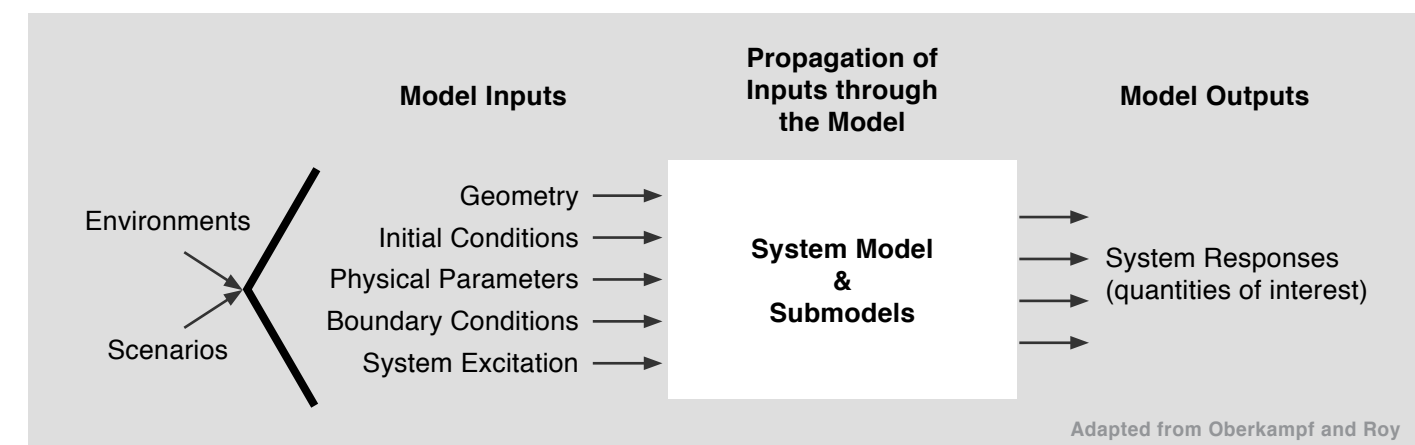 Model Inputs
Propagation of
Inputs through
the Model
Model Outputs
Environments
Scenarios
Geometry
Initial Conditions
Physical Parameters
Boundary Conditions
System Excitation
System Model
&
Submodels
System Responses
(quantities of interest)
Adapted from Oberkampf and Roy